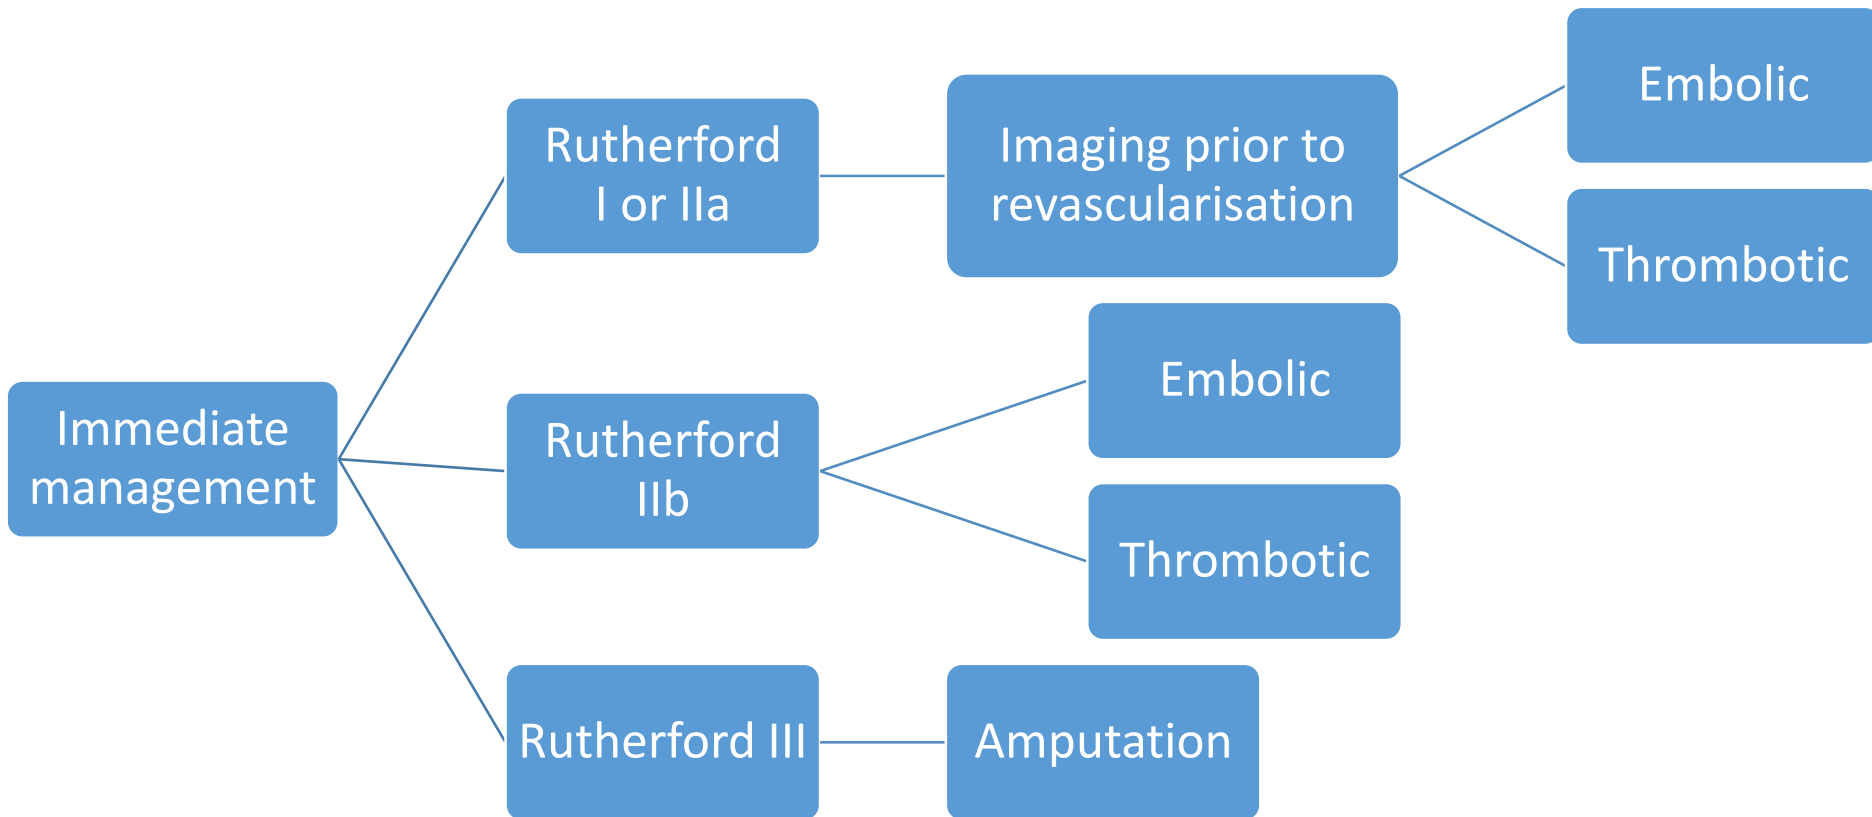 Immediate
management
Rutherford
I or IIa
Imaging prior to
revascularisation
Embolic
Thrombotic
Rutherford
IIb
Embolic
Thrombotic
Rutherford III
Amputation